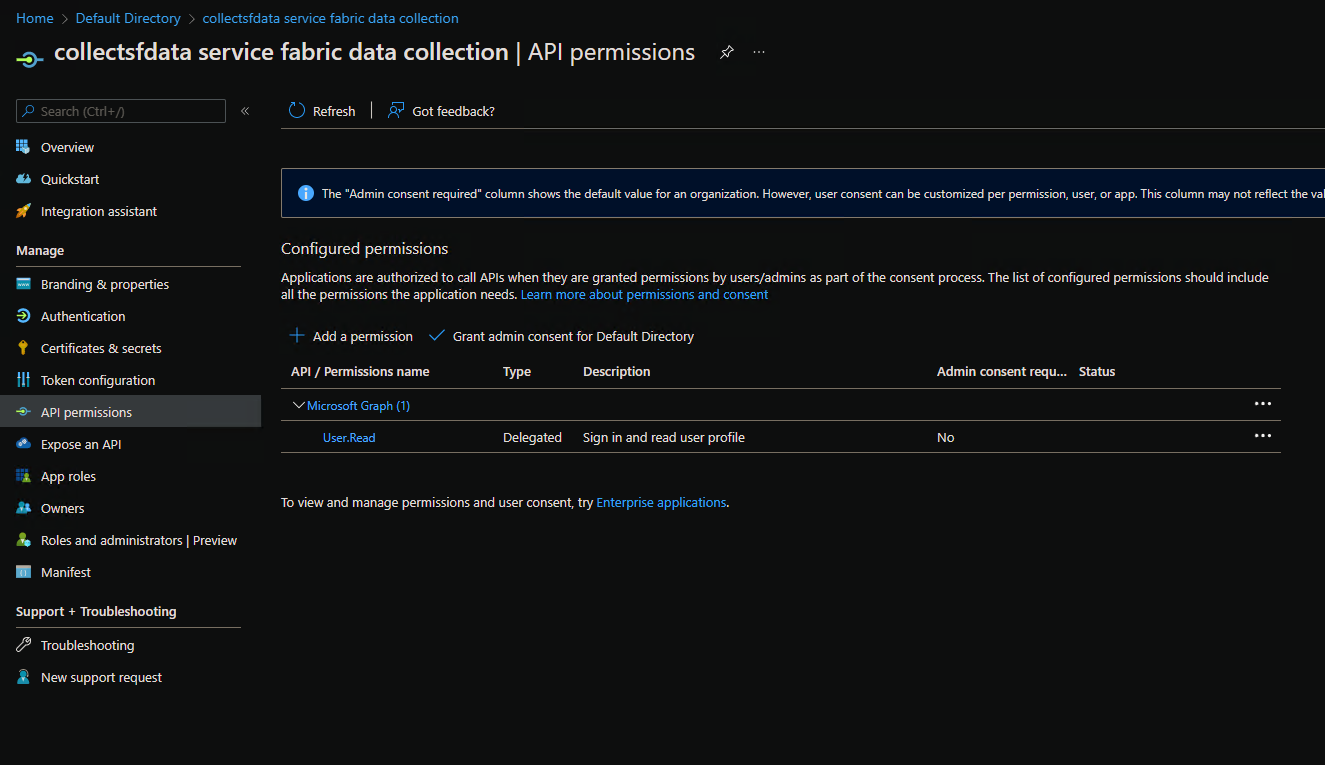 Home > Default Directory > collectsfdata service fabric data collection
collectsfdata service fabric data collection | API permissions
Search (Ctrl+/)
«
Refresh | Got feedback?
Overview
Quickstart
Integration assistant
Manage
Branding & properties
Authentication
Certificates & secrets
Token configuration
API permissions
Expose an API
App roles
Owners
Roles and administrators | Preview
Manifest
Support + Troubleshooting
Troubleshooting
New support request
The "Admin consent required" column shows the default value for an organization. However, user consent can be customized per permission, user, or app. This column may not reflect the
Configured permissions
Applications are authorized to call APIs when they are granted permissions by users/admins as part of the consent process. The list of configured permissions should include
all the permissions the application needs. Learn more about permissions and consent
Add a permission Grant admin consent for Default Directory
API / Permissions name Type Description Admin consent requ... Status
Microsoft Graph (1)
User.Read Delegated Sign in and read user profile No
To view and manage permissions and user consent, try Enterprise applications.